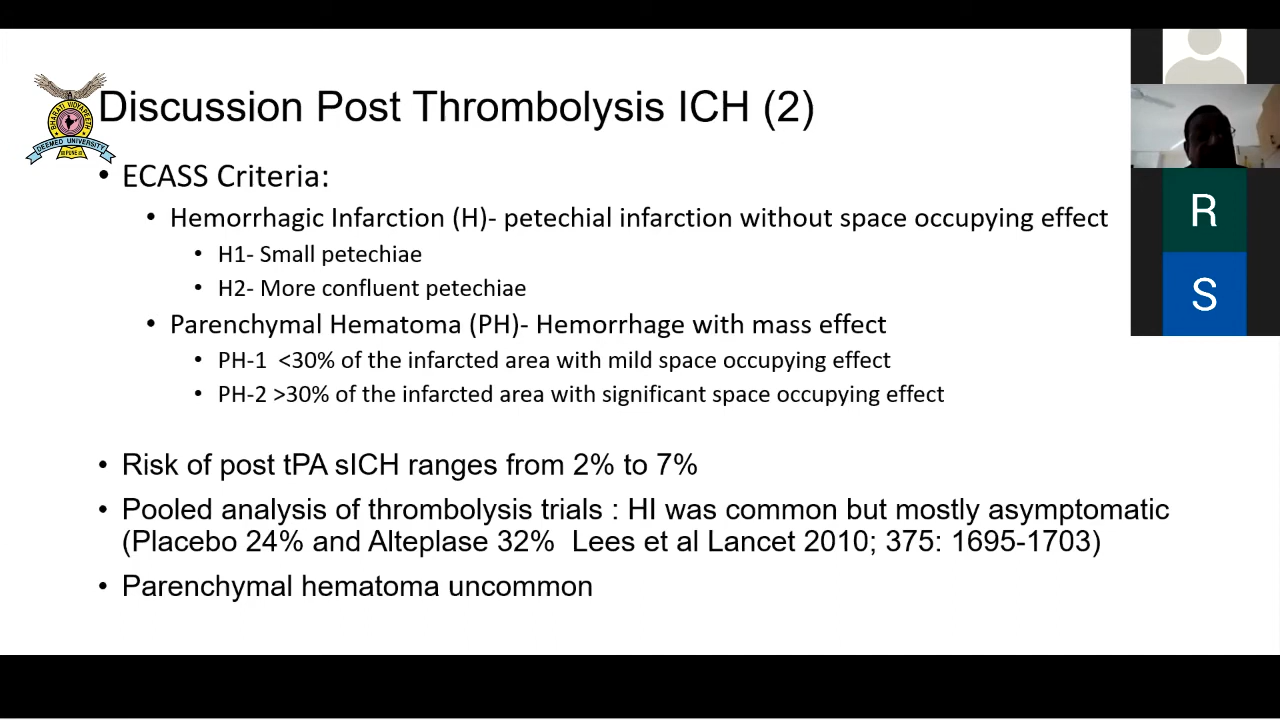 Discussion Post Thrombolysis ICH (2)
BHARATI VIDYAPEETH
DEEMED UNIVERSITY
• ECASS Criteria:
• Hemorrhagic Infarction (H)- petechial infarction without space occupying effect
• H1- Small petechiae
• H2- More confluent petechiae
• Parenchymal Hematoma (PH)- Hemorrhage with mass effect
• PH-1 <30% of the infarcted area with mild space occupying effect
• PH-2 >30% of the infarcted area with significant space occupying effect
• Risk of post tPA sICH ranges from 2% to 7%
• Pooled analysis of thrombolysis trials : HI was common but mostly asymptomatic
(Placebo 24% and Alteplase 32% Lees et al Lancet 2010; 375: 1695-1703)
• Parenchymal hematoma uncommon
R
S